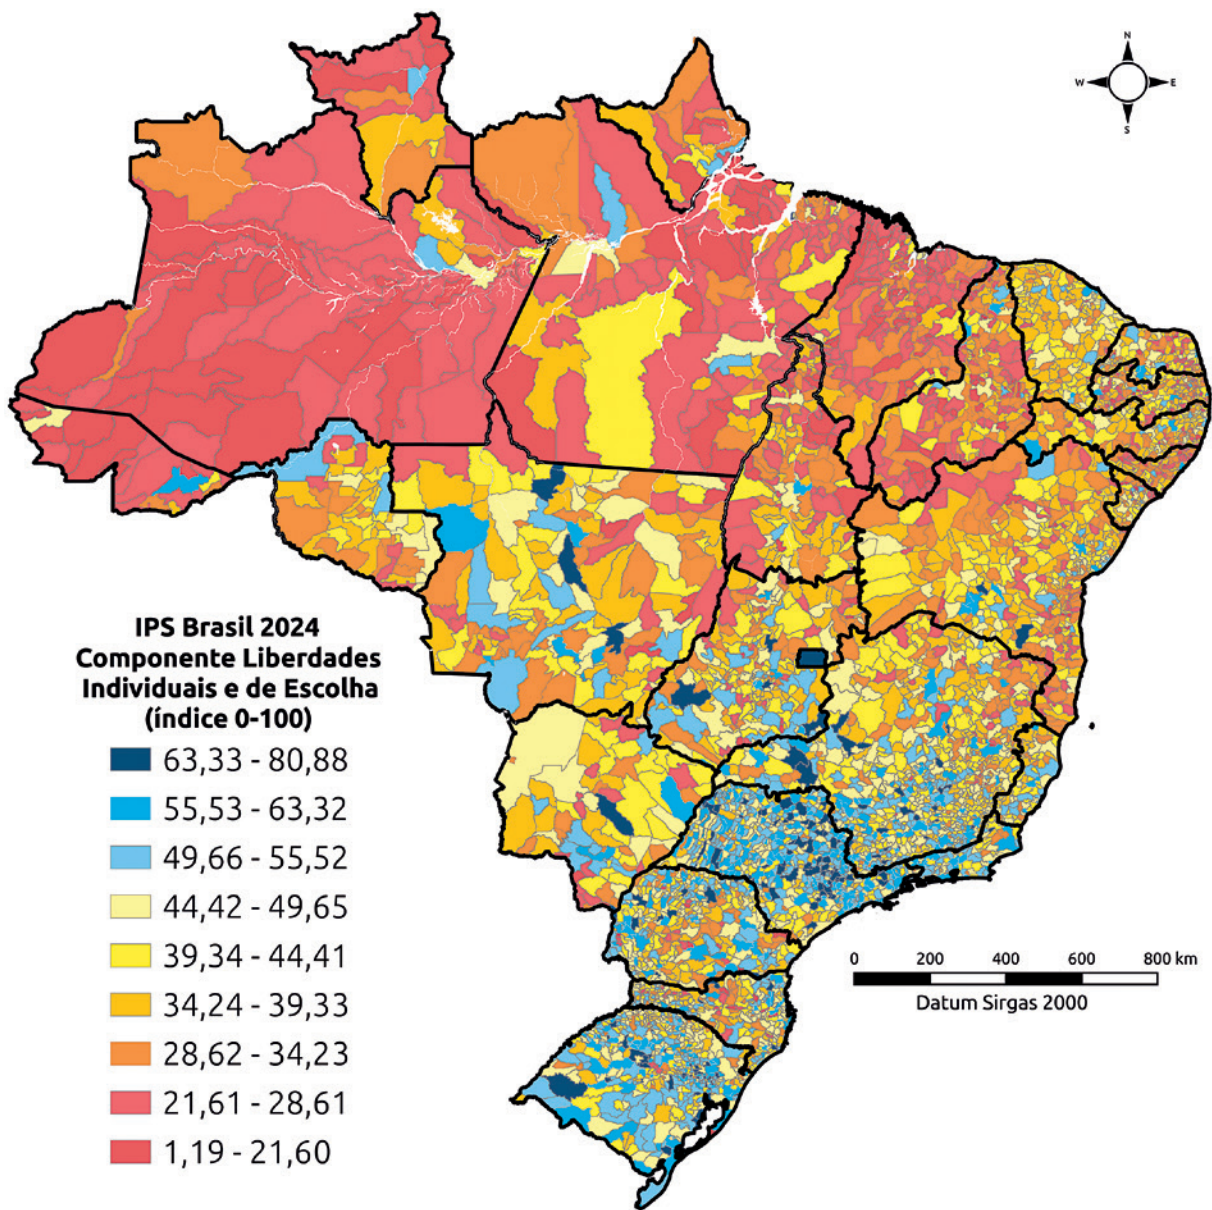 N
W
E
S
IPS Brasil 2024
Componente Liberdades
Individuais e de Escolha
(índice 0-100)
63,33 - 80,88
55,53 - 63,32
49,66 - 55,52
44,42 - 49,65
39,34 - 44,41
34,24 - 39,33
28,62 - 34,23
21,61 - 28,61
1,19 - 21,60
0 200 400 600 800 km
Datum Sirgas 2000